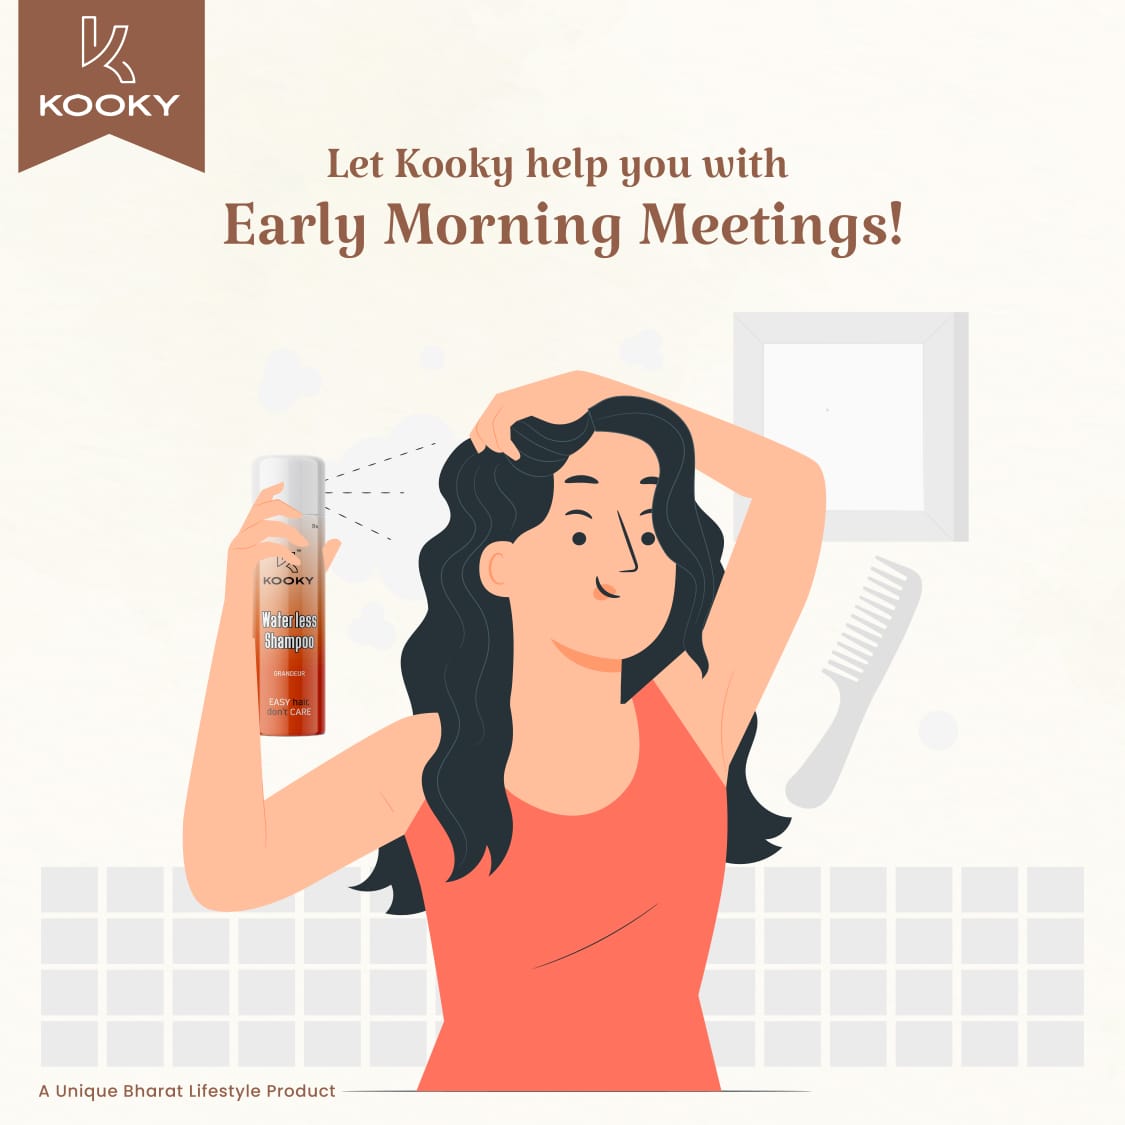 KOOKY
Let Kooky help you with
Early Morning Meetings!
KOOKY
Waterless
Shampoo
GRANDEUR
EASY hair,
don't CARE
A Unique Bharat Lifestyle Product